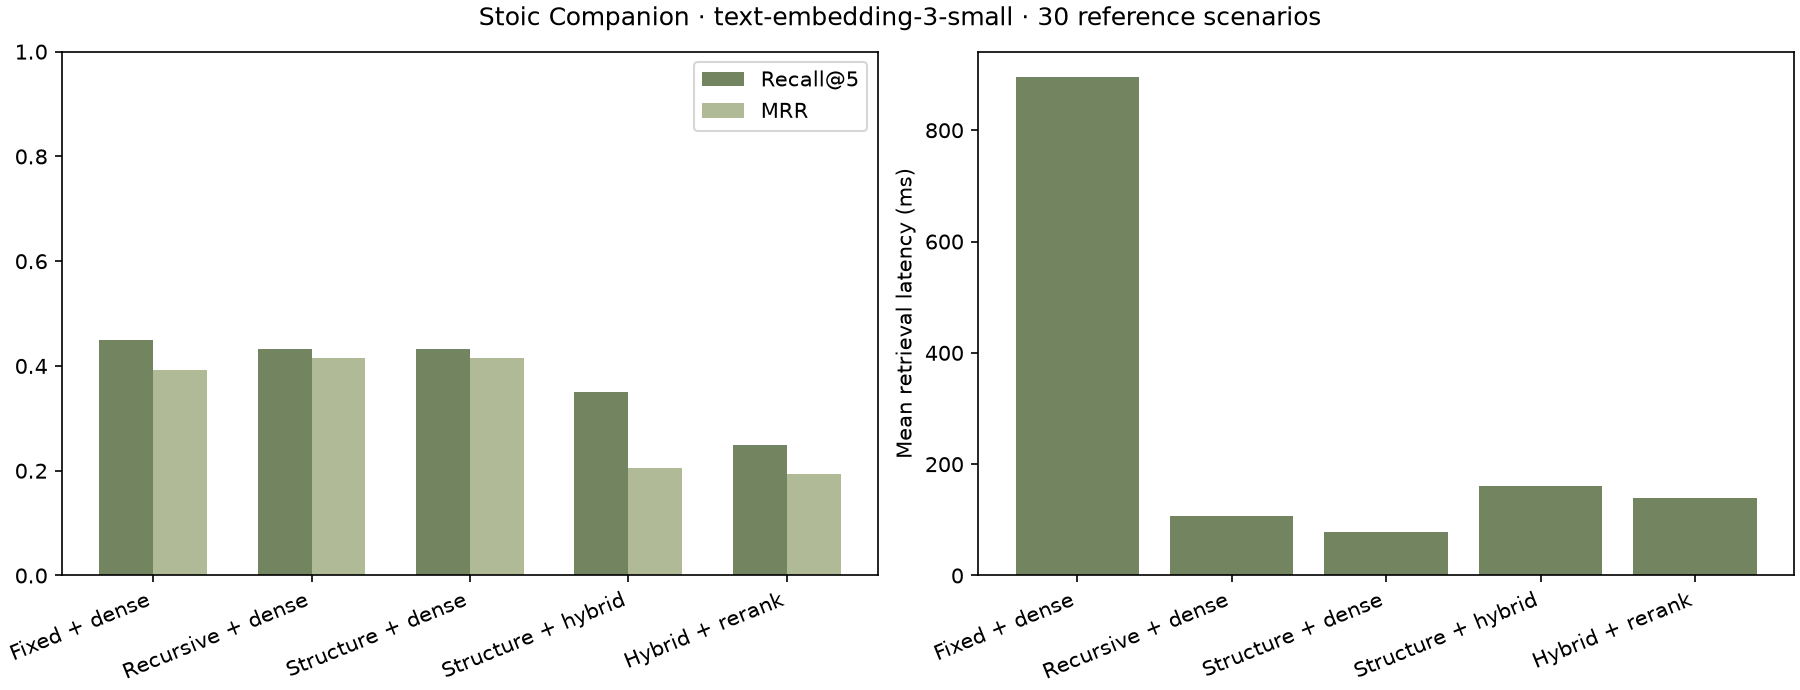 Stoic Companion · text-embedding-3-small · 30 reference scenarios
1.0
0.8
0.6
0.4
0.2
0.0
Recall@5
MRR
Fixed + dense
Recursive + dense
Structure + dense
Structure + hybrid
Hybrid + rerank
Mean retrieval latency (ms)
800
600
400
200
0
Fixed + dense
Recursive + dense
Structure + dense
Structure + hybrid
Hybrid + rerank